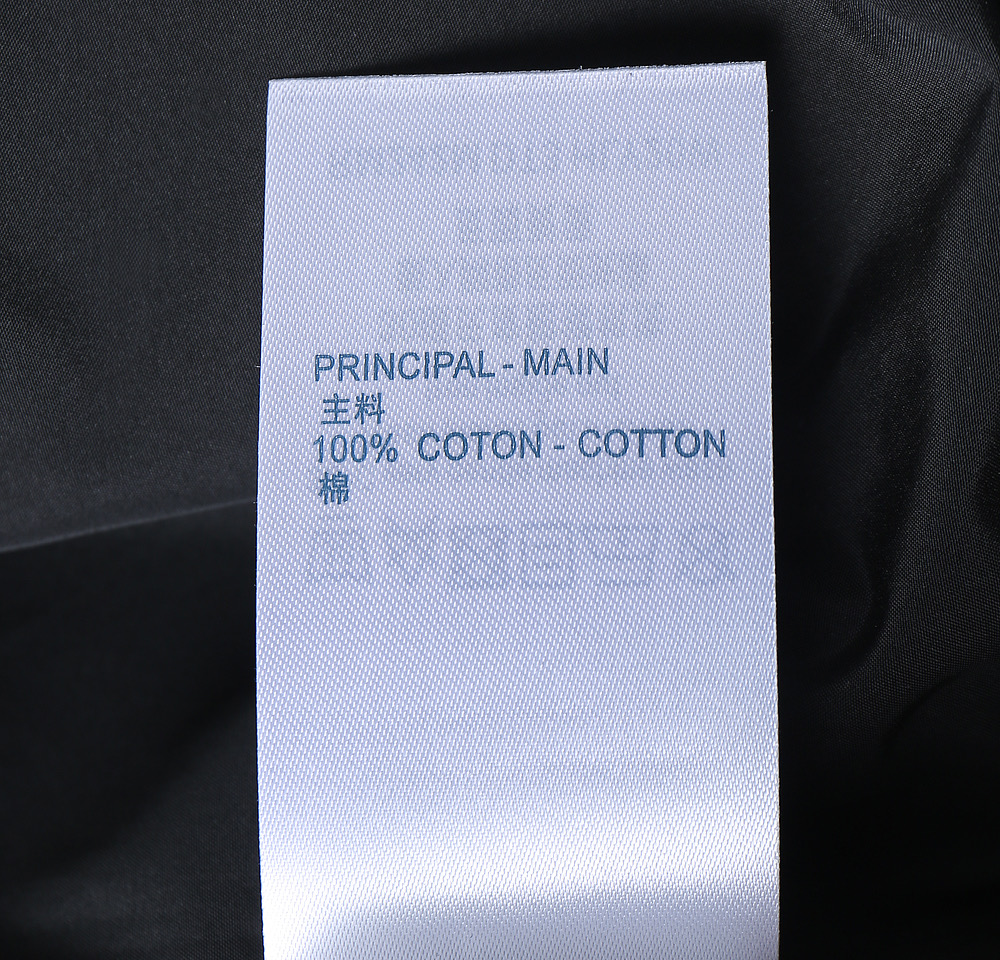 PRINCIPAL - MAIN
主料
100% COTON - COTTON
棉